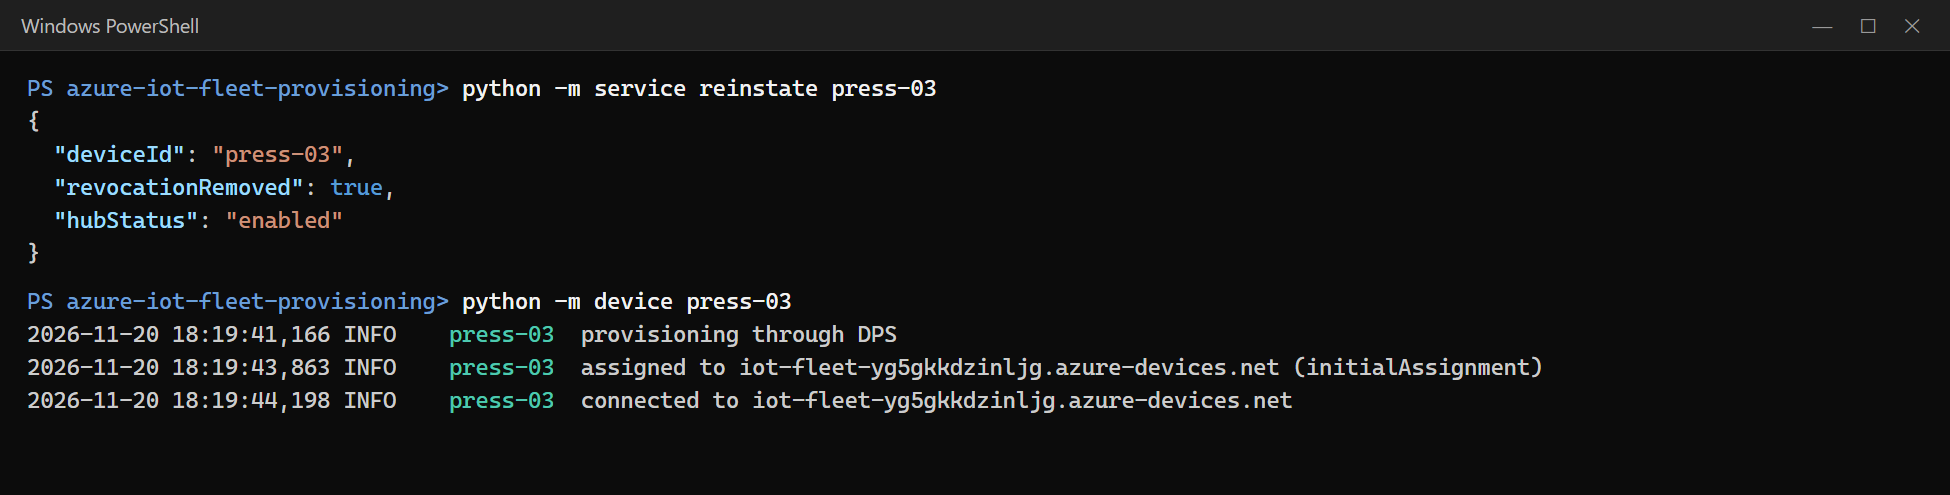 Windows PowerShell
PS azure-iot-fleet-provisioning> python -m service reinstate press-03
{
  "deviceId": "press-03",
  "revocationRemoved": true,
  "hubStatus": "enabled"
}
PS azure-iot-fleet-provisioning> python -m device press-03
2026-11-20 18:19:41,166 INFO    press-03  provisioning through DPS
2026-11-20 18:19:43,863 INFO    press-03  assigned to iot-fleet-yg5gkkdzinljg.azure-devices.net (initialAssignment)
2026-11-20 18:19:44,198 INFO    press-03  connected to iot-fleet-yg5gkkdzinljg.azure-devices.net